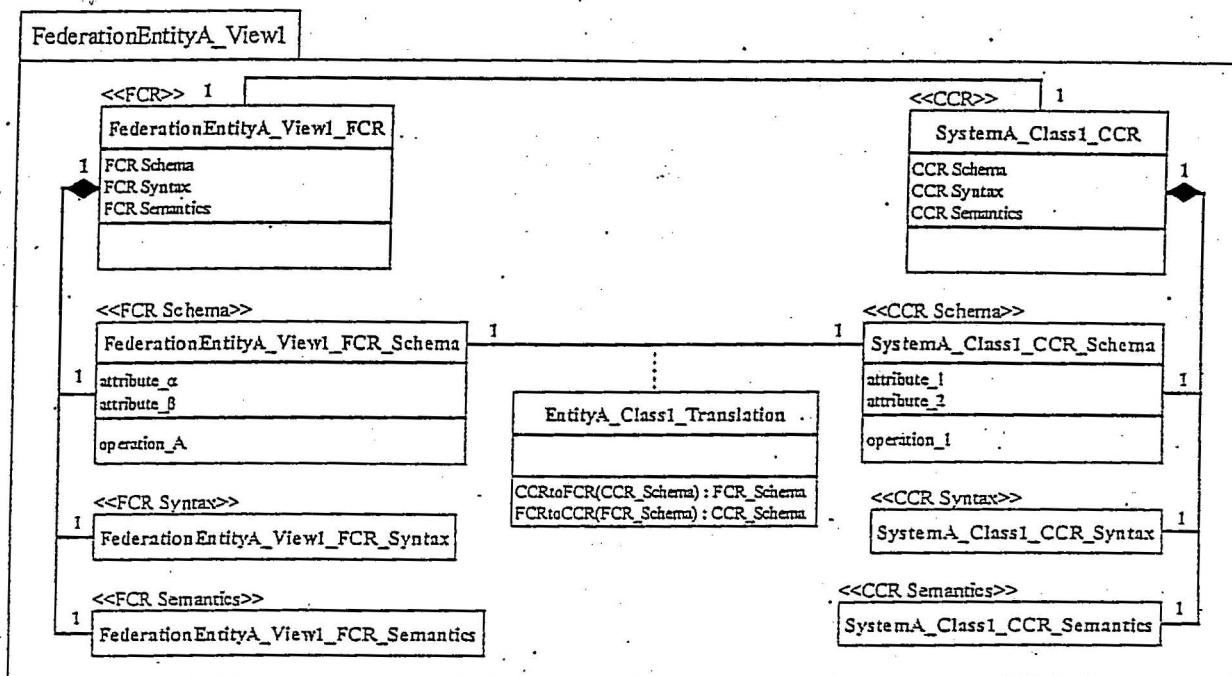 FederationEntityA_View1
<<FCR>> 1
FederationEntityA_View1_FCR
FCR Schema
FCR Syntax
FCR Semantics
1
<<CCR>> 1
SystemA_Class1_CCR
CCR Schema
CCR Syntax
CCR Semantics
1
<<FCR Schema>>
FederationEntityA_View1_FCR_Schema
attribute_α
attribute_β
operation_A
1
1
1
<<CCR Schema>>
SystemA_Class1_CCR_Schema
attribute_1
attribute_2
operation_1
1
EntityA_Class1_Translation
CCRtoFCR(CCR_Schema) : FCR_Schema
FCRtoCCR(FCR_Schema) : CCR_Schema
<<FCR Syntax>>
1
FederationEntityA_View1_FCR_Syntax
<<CCR Syntax>>
SystemA_Class1_CCR_Syntax
1
<<FCR Semantics>>
1
FederationEntityA_View1_FCR_Semantics
<<CCR Semantics>>
SystemA_Class1_CCR_Semantics
1